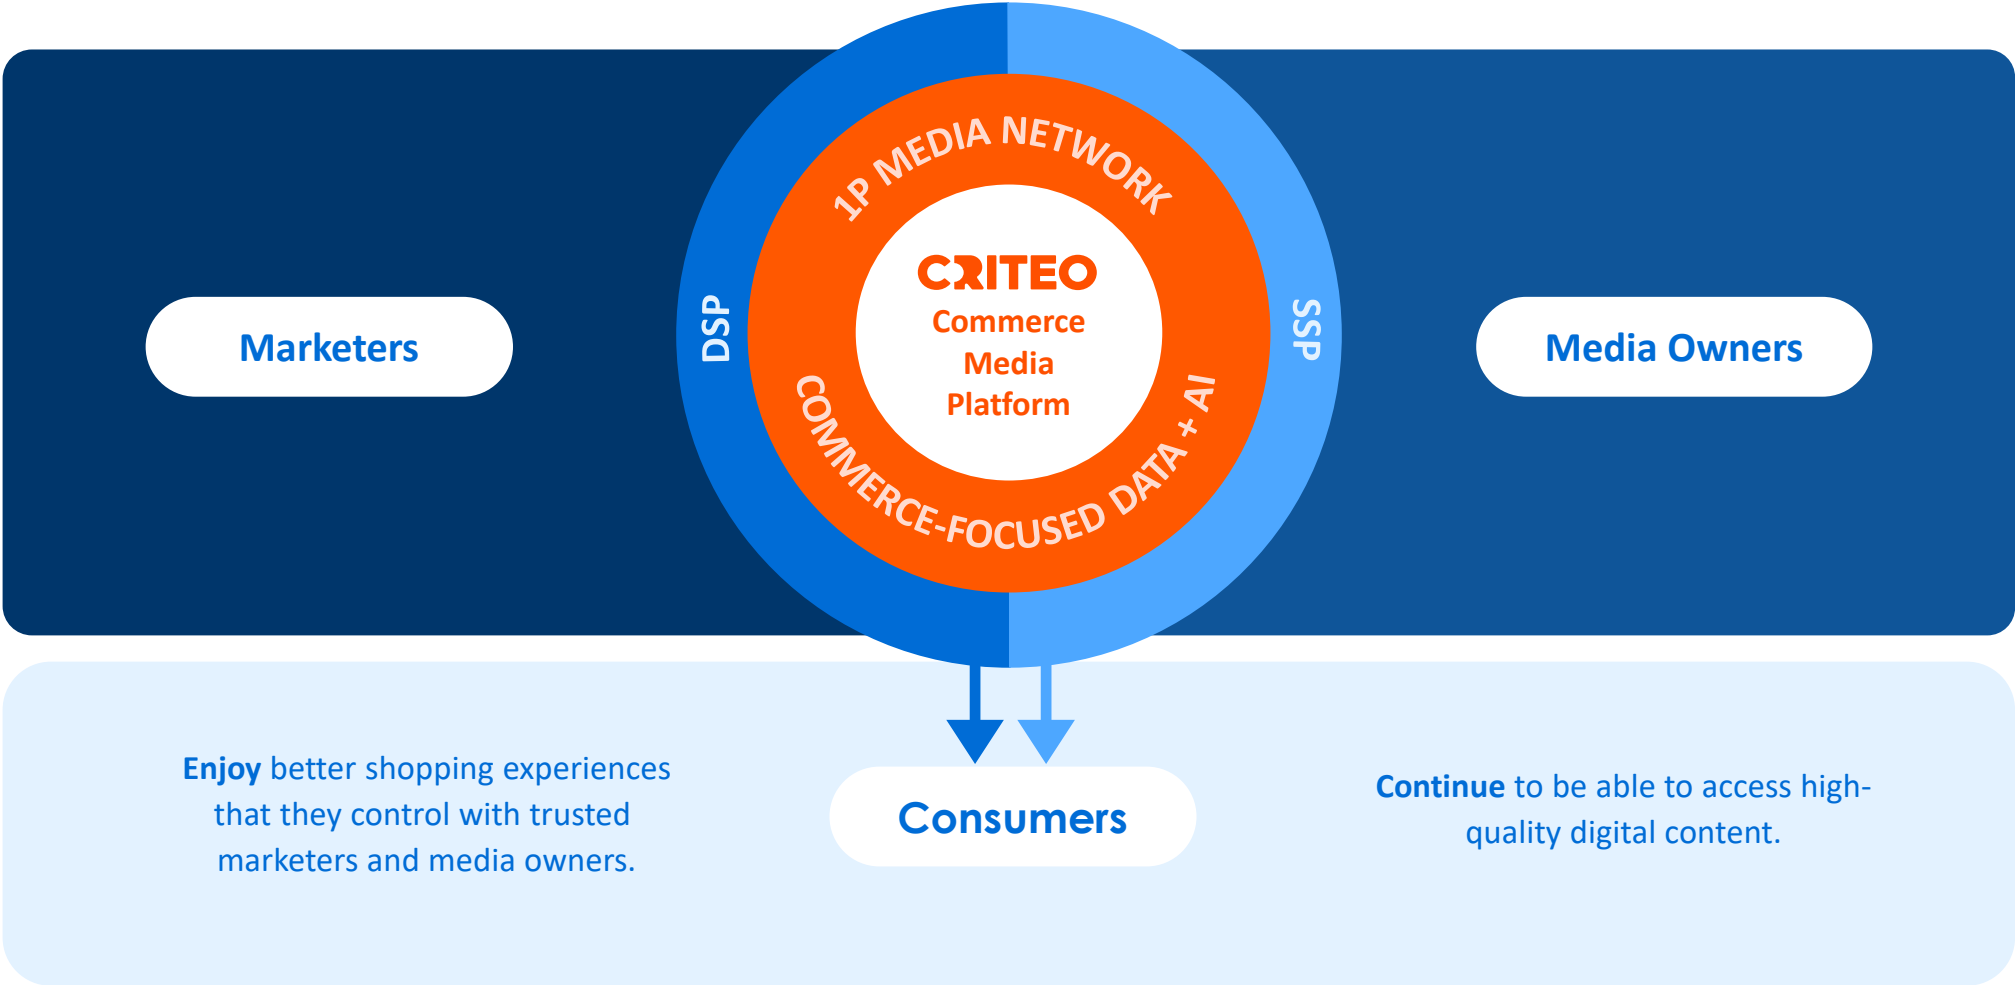 1P MEDIA NETWORK
CRITEO
Commerce
Media
Platform
COMMERCE-FOCUSED DATA + AI
DSP
SSP
Marketers
Media Owners
Enjoy better shopping experiences
that they control with trusted
marketers and media owners.
Consumers
Continue to be able to access high-
quality digital content.